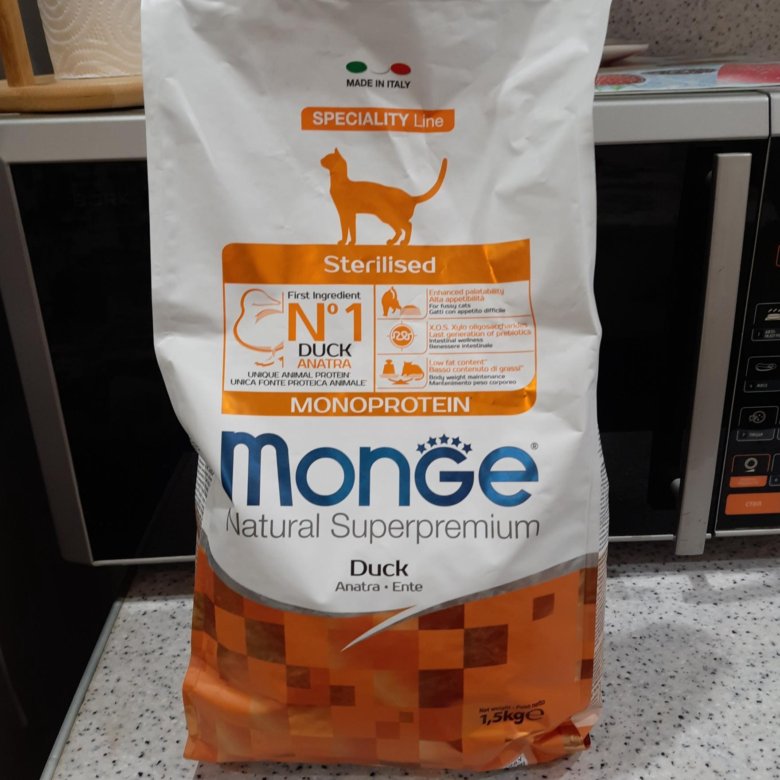 MADE IN ITALY
SPECIALITY Line
Sterilised
First Ingredient
Nº1
DUCK
ANATRA
UNIQUE ANIMAL PROTEIN
UNICA FONTE PROTEICA ANIMALE
Enhanced palatability
Alta appetibilità
For fussy cats
Gatti con appetito difficile
X.O.S. Xylo oligosaccharides
Last generation of prebiotics
Intestinal wellness
Benessere intestinale
Low fat content*
Basso contenuto di grassi*
Body weight maintenance
Mantenimento peso corporeo
MONOPROTEIN
MonGe®
Natural Superpremium
Duck
Anatra • Ente
1,5kg℮